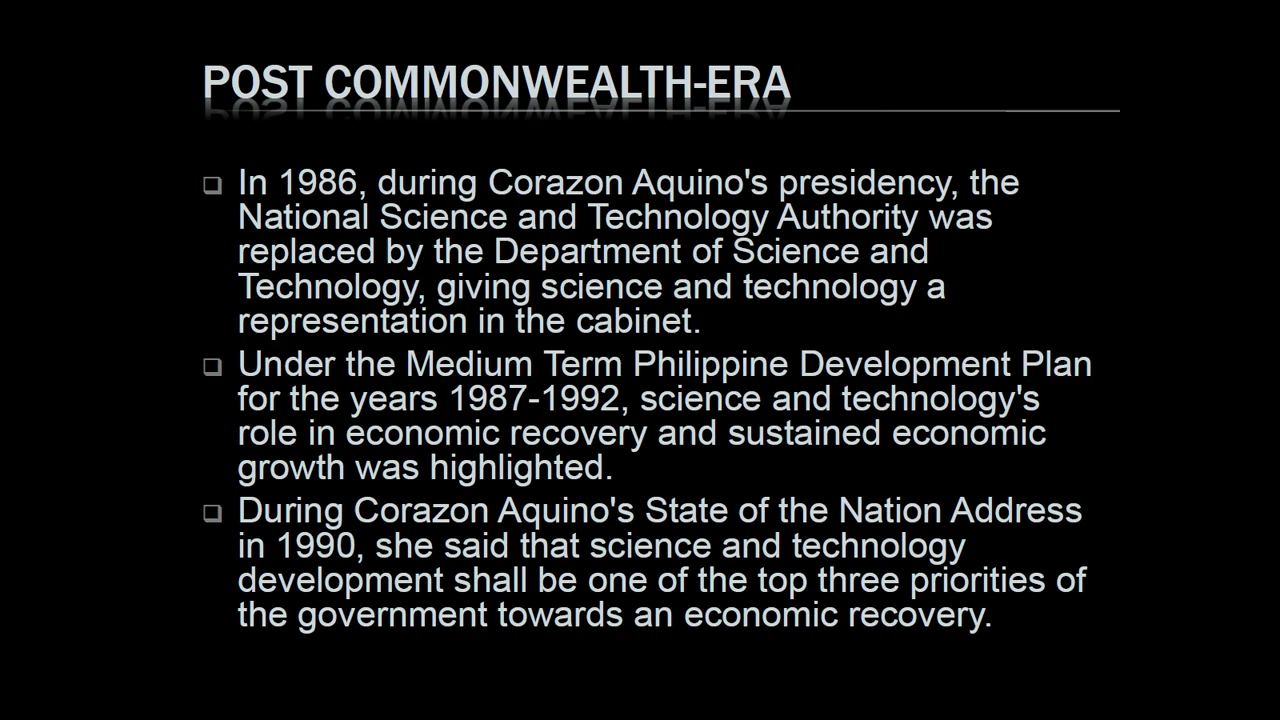 POST COMMONWEALTH-ERA
In 1986, during Corazon Aquino's presidency, the
National Science and Technology Authority was
replaced by the Department of Science and
Technology, giving science and technology a
representation in the cabinet.
Under the Medium Term Philippine Development Plan
for the years 1987-1992, science and technology's
role in economic recovery and sustained economic
growth was highlighted.
During Corazon Aquino's State of the Nation Address
in 1990, she said that science and technology
development shall be one of the top three priorities of
the government towards an economic recovery.